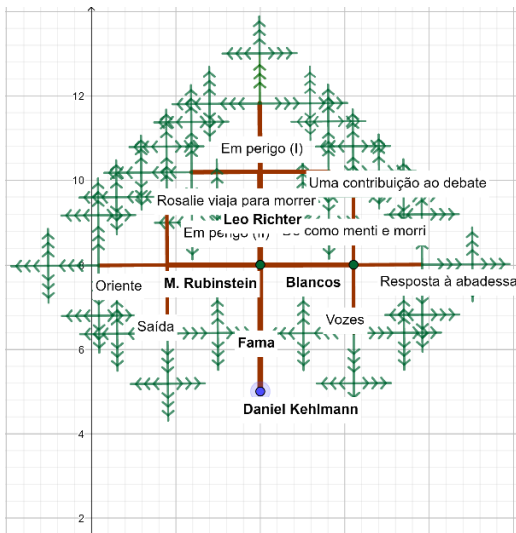 12
Em perigo (I)
10
Uma contribuição ao debate
Rosalie viaja para morrer
Leo Richter
Em perigo (II)
De como menti e morri
8
Oriente
M. Rubinstein
Blancos
Resposta à abadessa
Saída
Vozes
6
Fama
Daniel Kehlmann
4
2